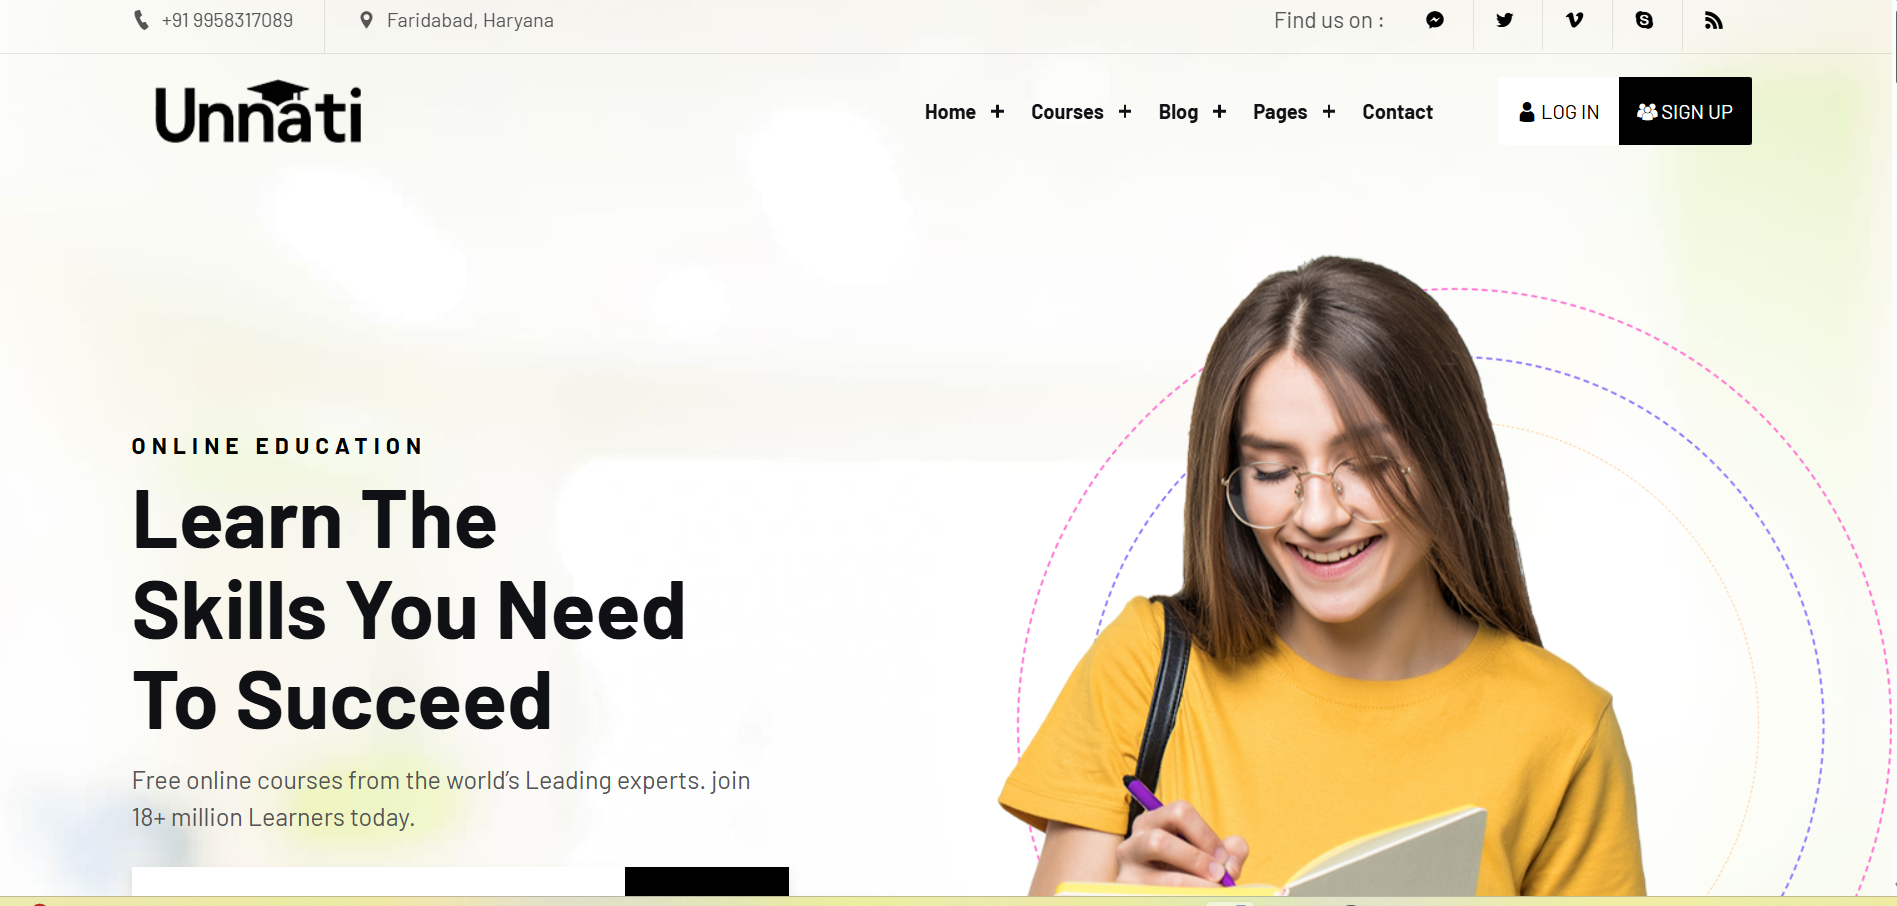 +91 9958317089
Faridabad, Haryana
Find us on :
Unnati
Home + Courses + Blog + Pages + Contact
LOG IN
SIGN UP
ONLINE EDUCATION
Learn The
Skills You Need
To Succeed
Free online courses from the world’s Leading experts. join
18+ million Learners today.